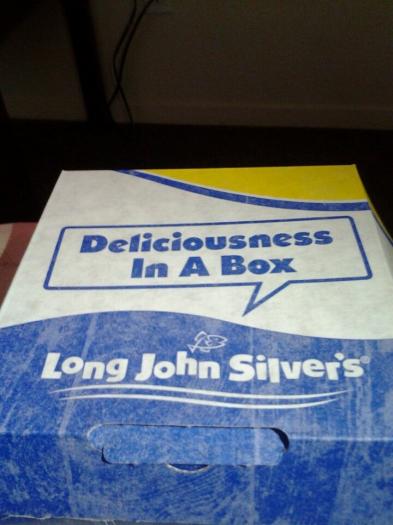 Deliciousness
In A Box
Long John Silver's®